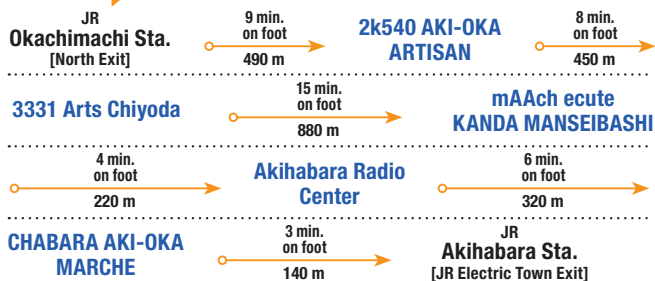 JR
Okachimachi Sta.
[North Exit]
9 min.
on foot
490 m
2k540 AKI-OKA
ARTISAN
8 min.
on foot
450 m
3331 Arts Chiyoda
15 min.
on foot
880 m
mAAch ecute
KANDA MANSEIBASHI
4 min.
on foot
220 m
Akihabara Radio
Center
6 min.
on foot
320 m
CHABARA AKI-OKA
MARCHE
3 min.
on foot
140 m
JR
Akihabara Sta.
[JR Electric Town Exit]